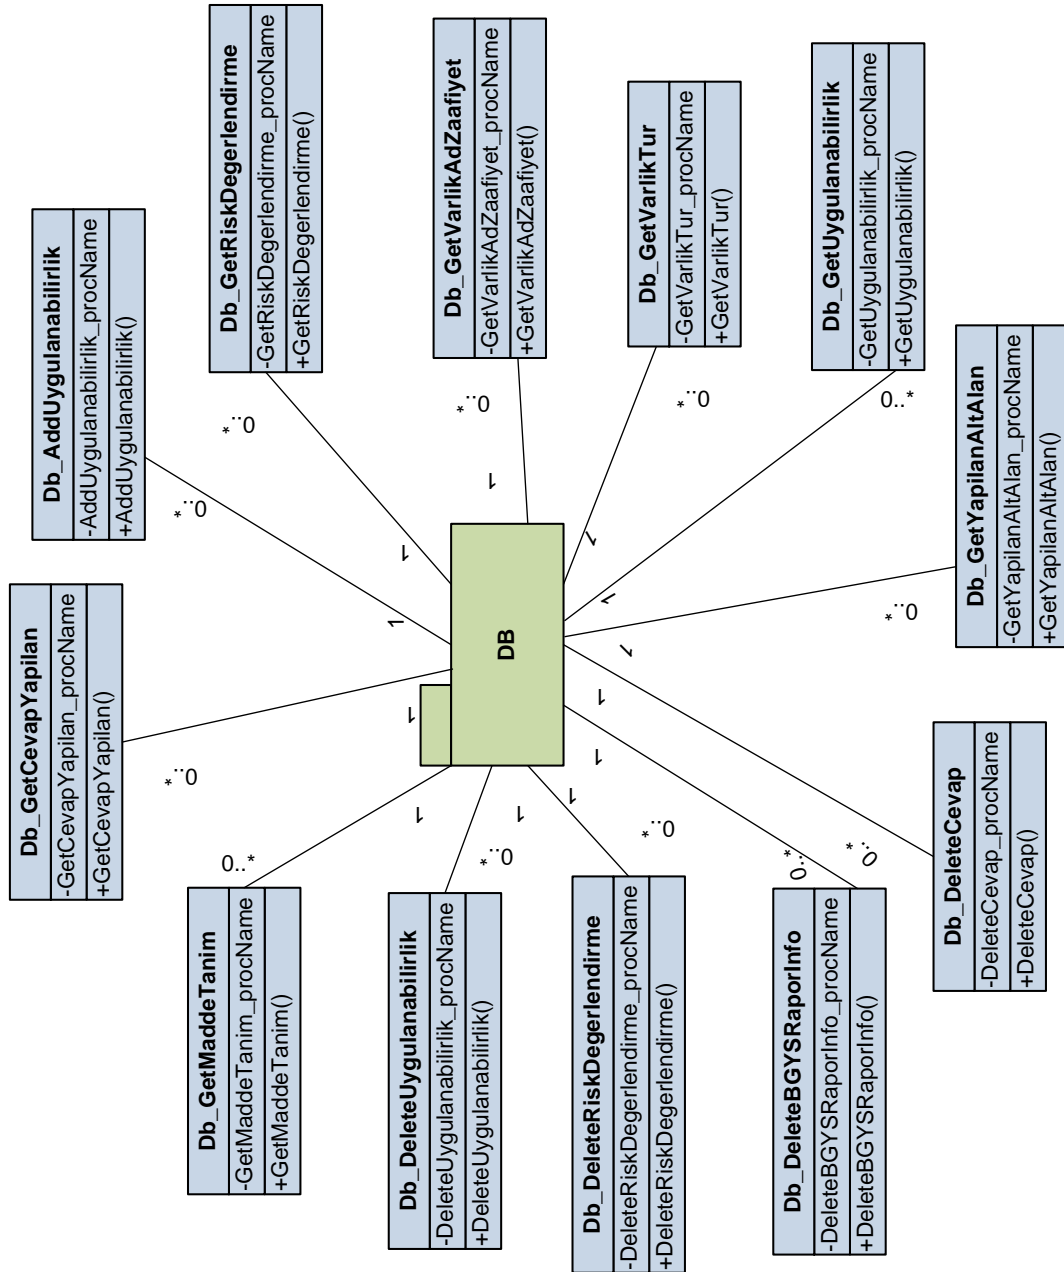 Db_GetCevapYapilan
-GetCevapYapilan_procName
+GetCevapYapilan()
Db_AddUygulanabilirlik
-AddUygulanabilirlik_procName
+AddUygulanabilirlik()
0..*
0..*
Db_GetMaddeTanim
-GetMaddeTanim_procName
+GetMaddeTanim()
0..*
0..*
Db_GetRiskDegerlendirme
-GetRiskDegerlendirme_procName
+GetRiskDegerlendirme()
1
1
1
1
Db_DeleteUygulanabilirlik
-DeleteUygulanabilirlik_procName
+DeleteUygulanabilirlik()
0..*
1
DB
1
0..*
Db_GetVarlikAdZaafiyet
-GetVarlikAdZaafiyet_procName
+GetVarlikAdZaafiyet()
Db_DeleteRiskDegerlendirme
-DeleteRiskDegerlendirme_procName
+DeleteRiskDegerlendirme()
0..*
1
1
1
1
1
1
0..*
Db_GetVarlikTur
-GetVarlikTur_procName
+GetVarlikTur()
Db_DeleteBGYSRaporInfo
-DeleteBGYSRaporInfo_procName
+DeleteBGYSRaporInfo()
0..*
0..*
0..*
0..*
Db_GetUygulanabilirlik
-GetUygulanabilirlik_procName
+GetUygulanabilirlik()
Db_DeleteCevap
-DeleteCevap_procName
+DeleteCevap()
Db_GetYapilanAltAlan
-GetYapilanAltAlan_procName
+GetYapilanAltAlan()